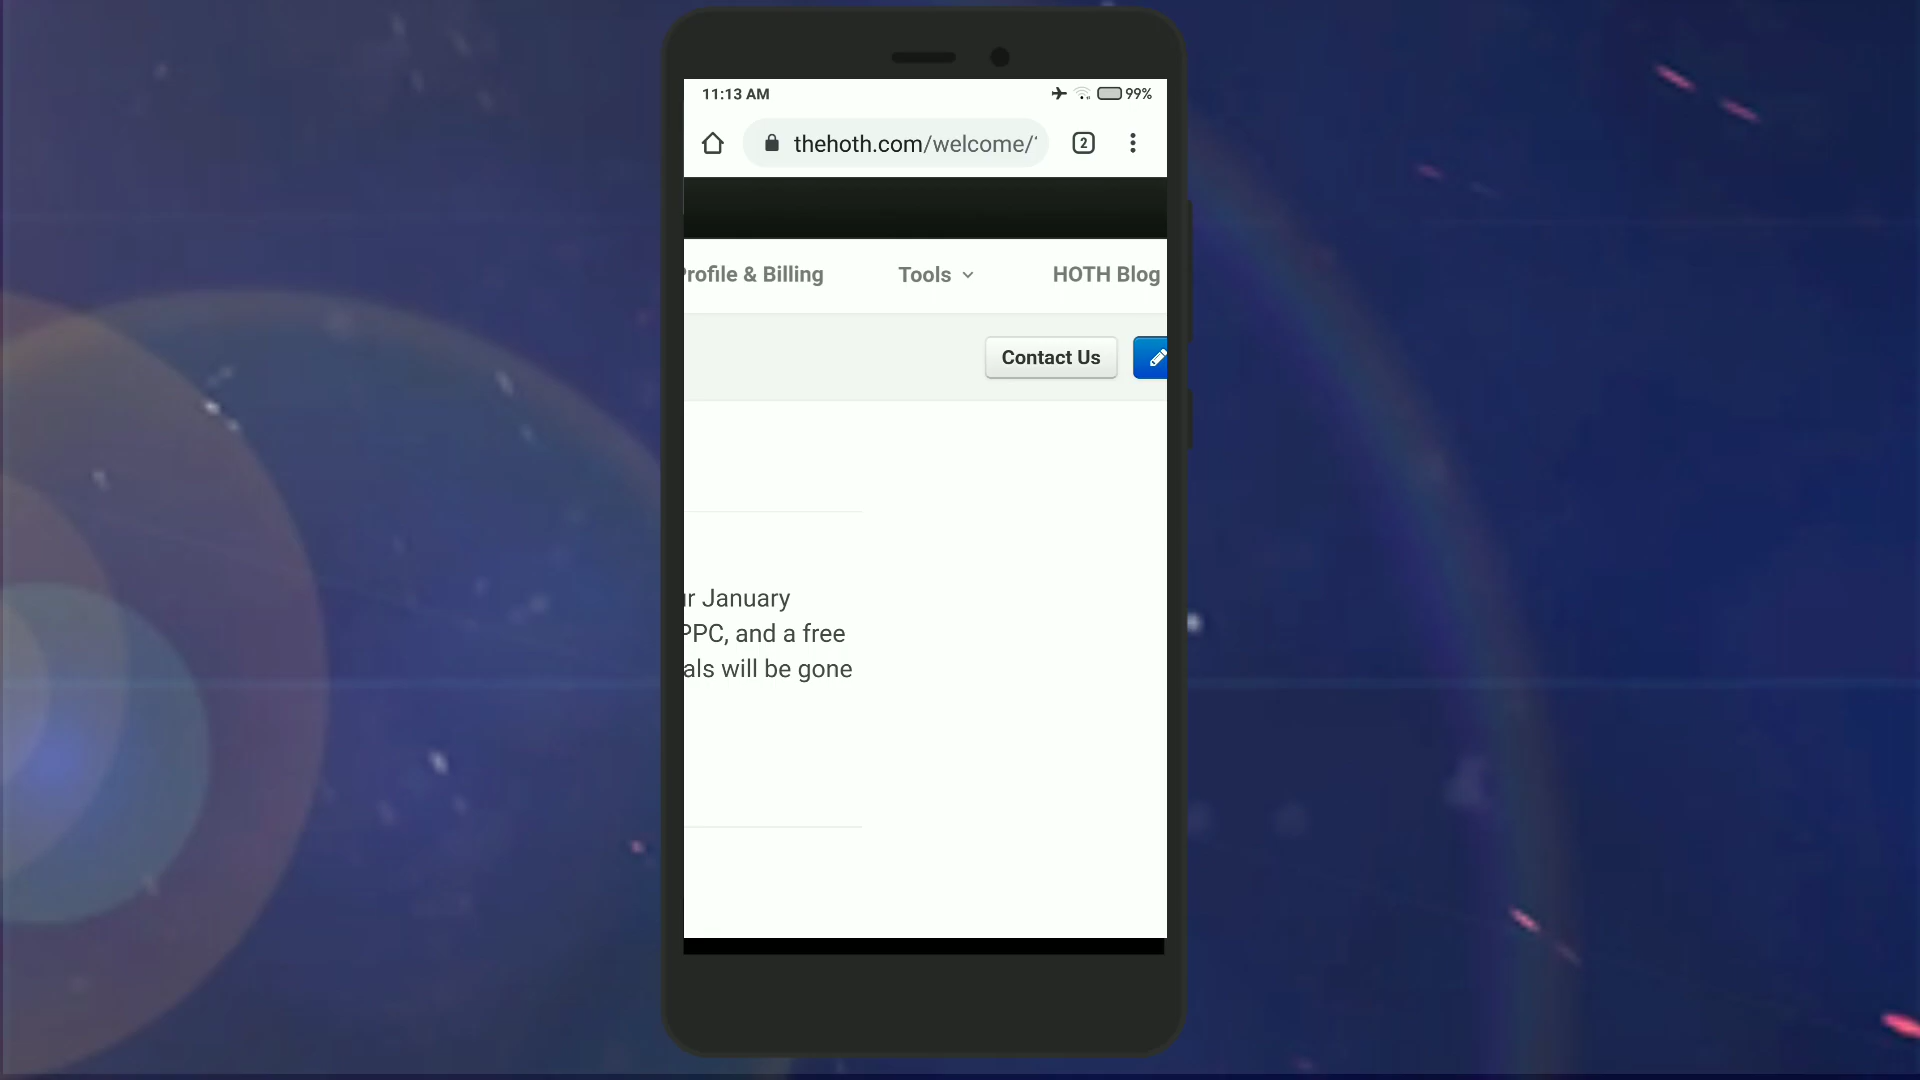 11:13 AM 99%
thehoth.com/welcome/
2
rofile & Billing Tools HOTH Blog
Contact Us
r January
PPC, and a free
als will be gone